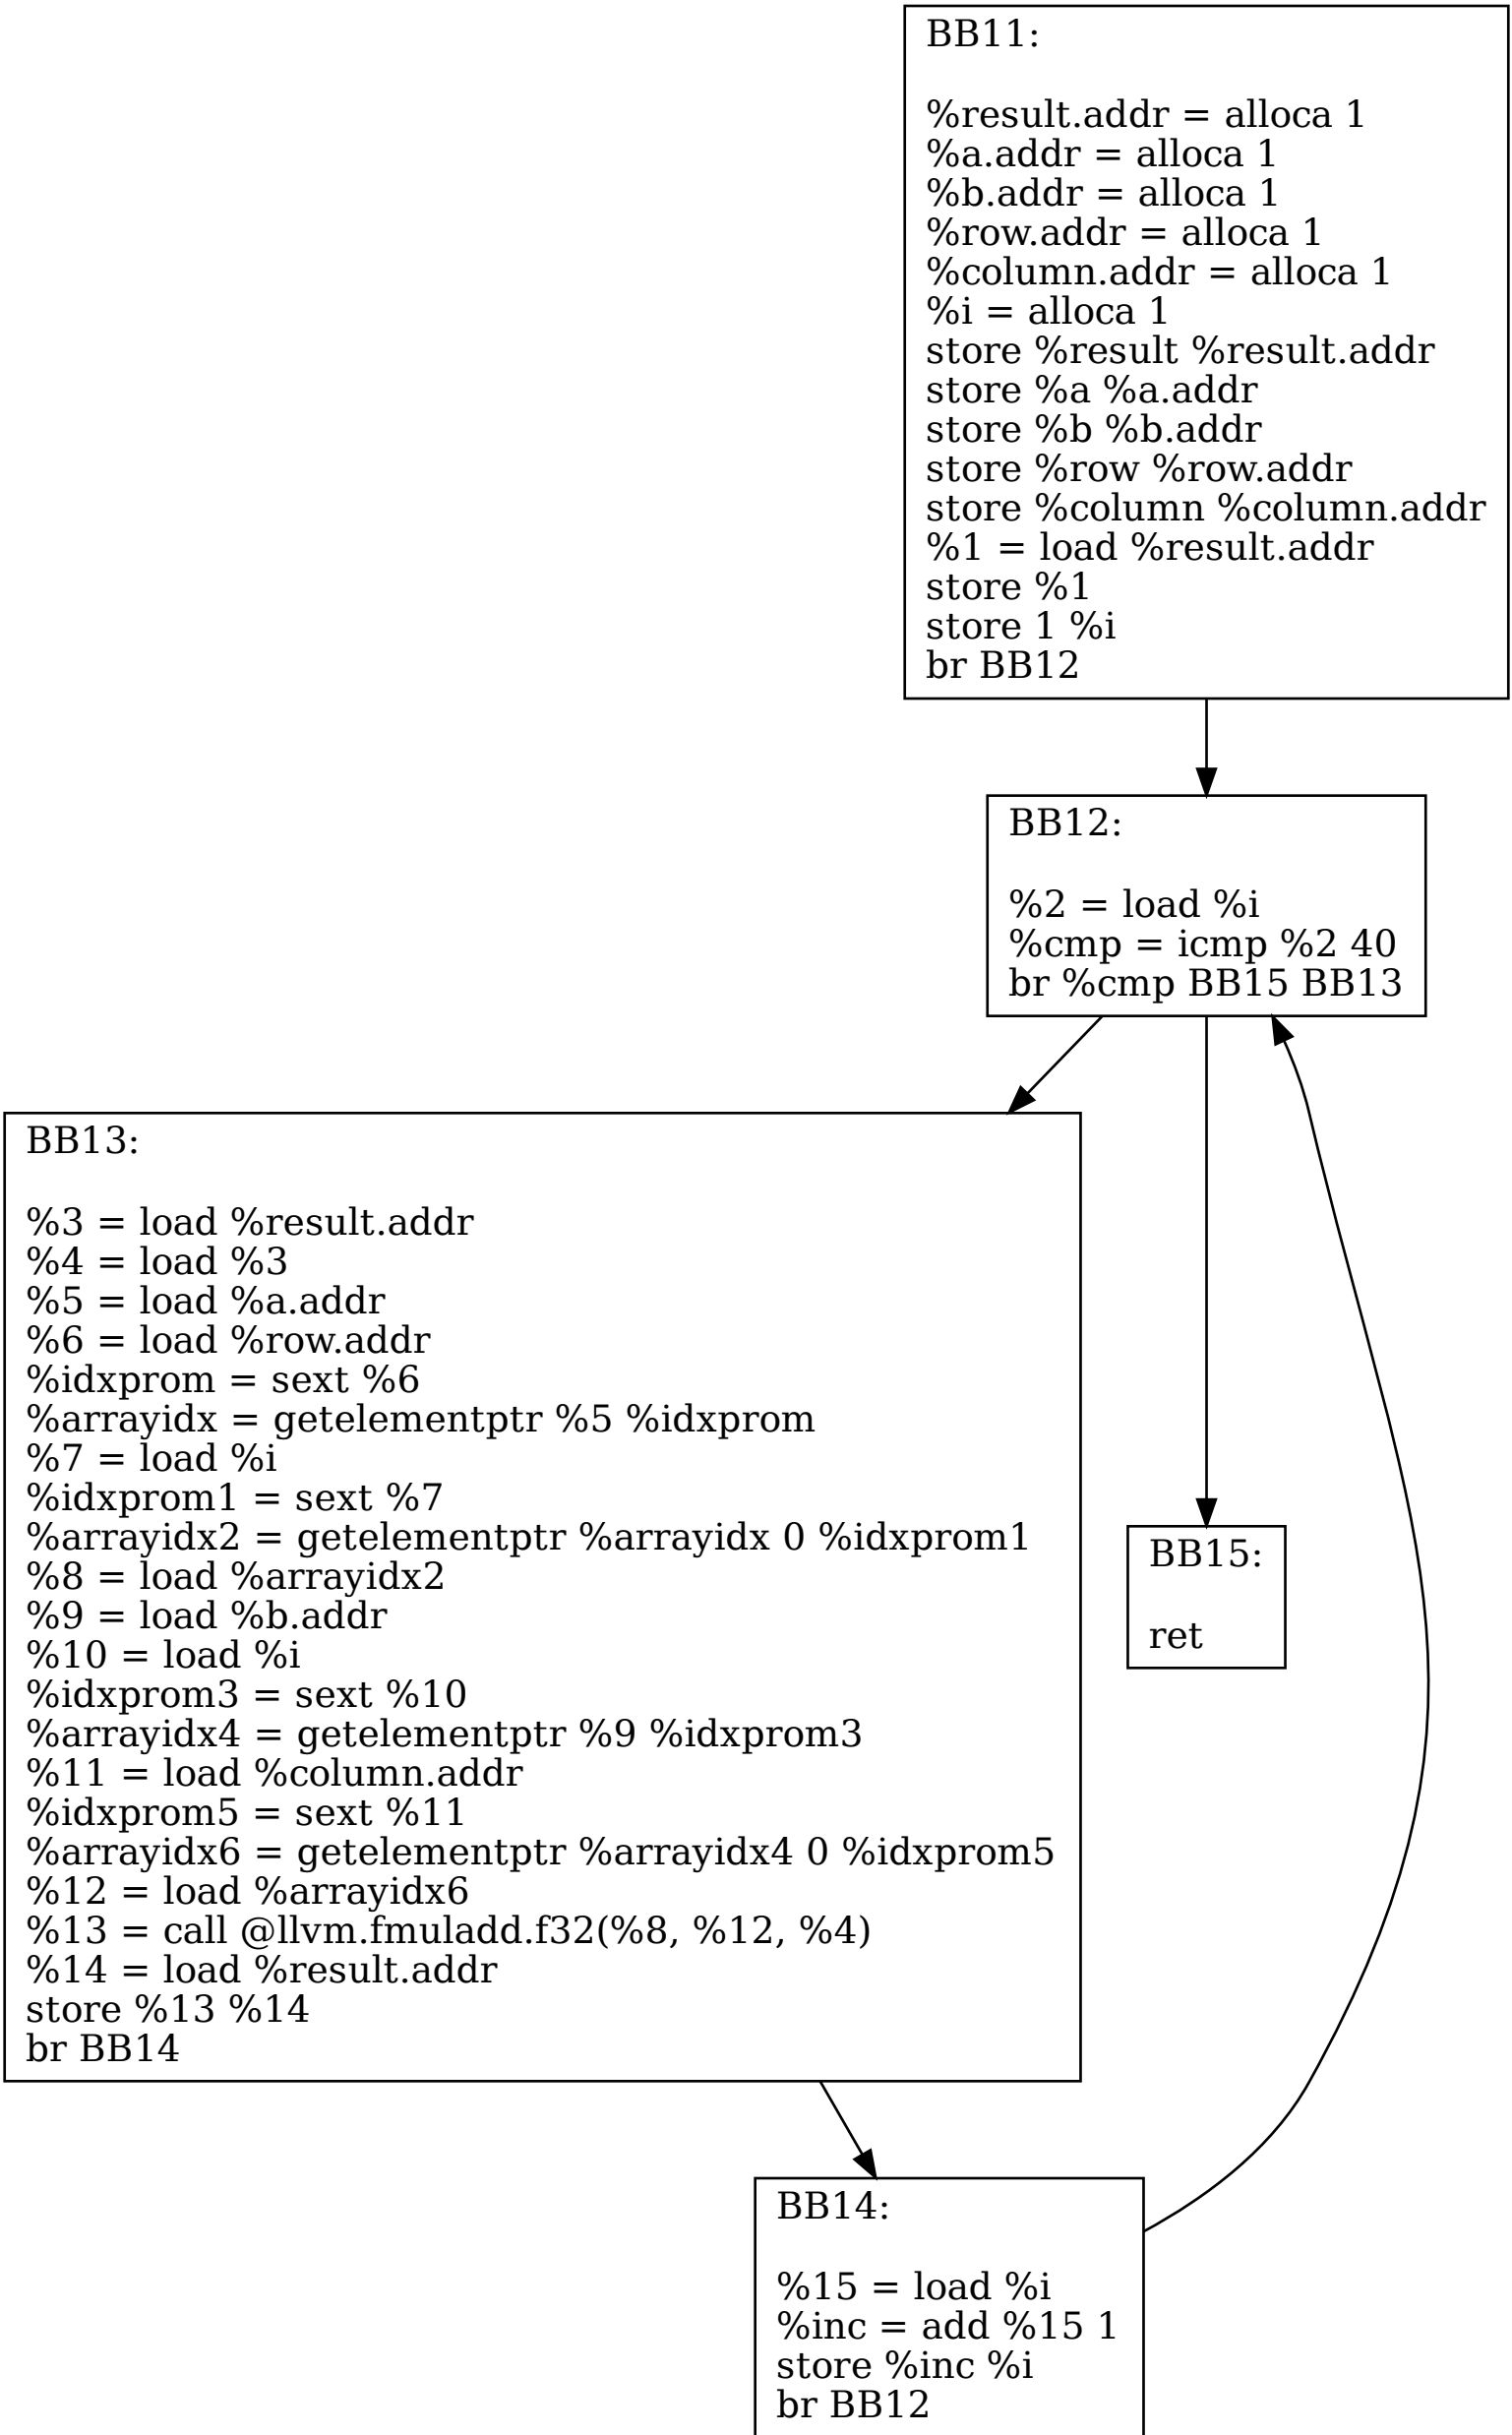 BB11:
%result.addr = alloca 1
%a.addr = alloca 1
%b.addr = alloca 1
%row.addr = alloca 1
%column.addr = alloca 1
%i = alloca 1
store %result %result.addr
store %a %a.addr
store %b %b.addr
store %row %row.addr
store %column %column.addr
%1 = load %result.addr
store %1
store 1 %i
br BB12
BB12:
%2 = load %i
%cmp = icmp %2 40
br %cmp BB15 BB13
BB13:
%3 = load %result.addr
%4 = load %3
%5 = load %a.addr
%6 = load %row.addr
%idxprom = sext %6
%arrayidx = getelementptr %5 %idxprom
%7 = load %i
%idxprom1 = sext %7
%arrayidx2 = getelementptr %arrayidx 0 %idxprom1
%8 = load %arrayidx2
%9 = load %b.addr
%10 = load %i
%idxprom3 = sext %10
%arrayidx4 = getelementptr %9 %idxprom3
%11 = load %column.addr
%idxprom5 = sext %11
%arrayidx6 = getelementptr %arrayidx4 0 %idxprom5
%12 = load %arrayidx6
%13 = call @llvm.fmuladd.f32(%8, %12, %4)
%14 = load %result.addr
store %13 %14
br BB14
BB15:
ret
BB14:
%15 = load %i
%inc = add %15 1
store %inc %i
br BB12